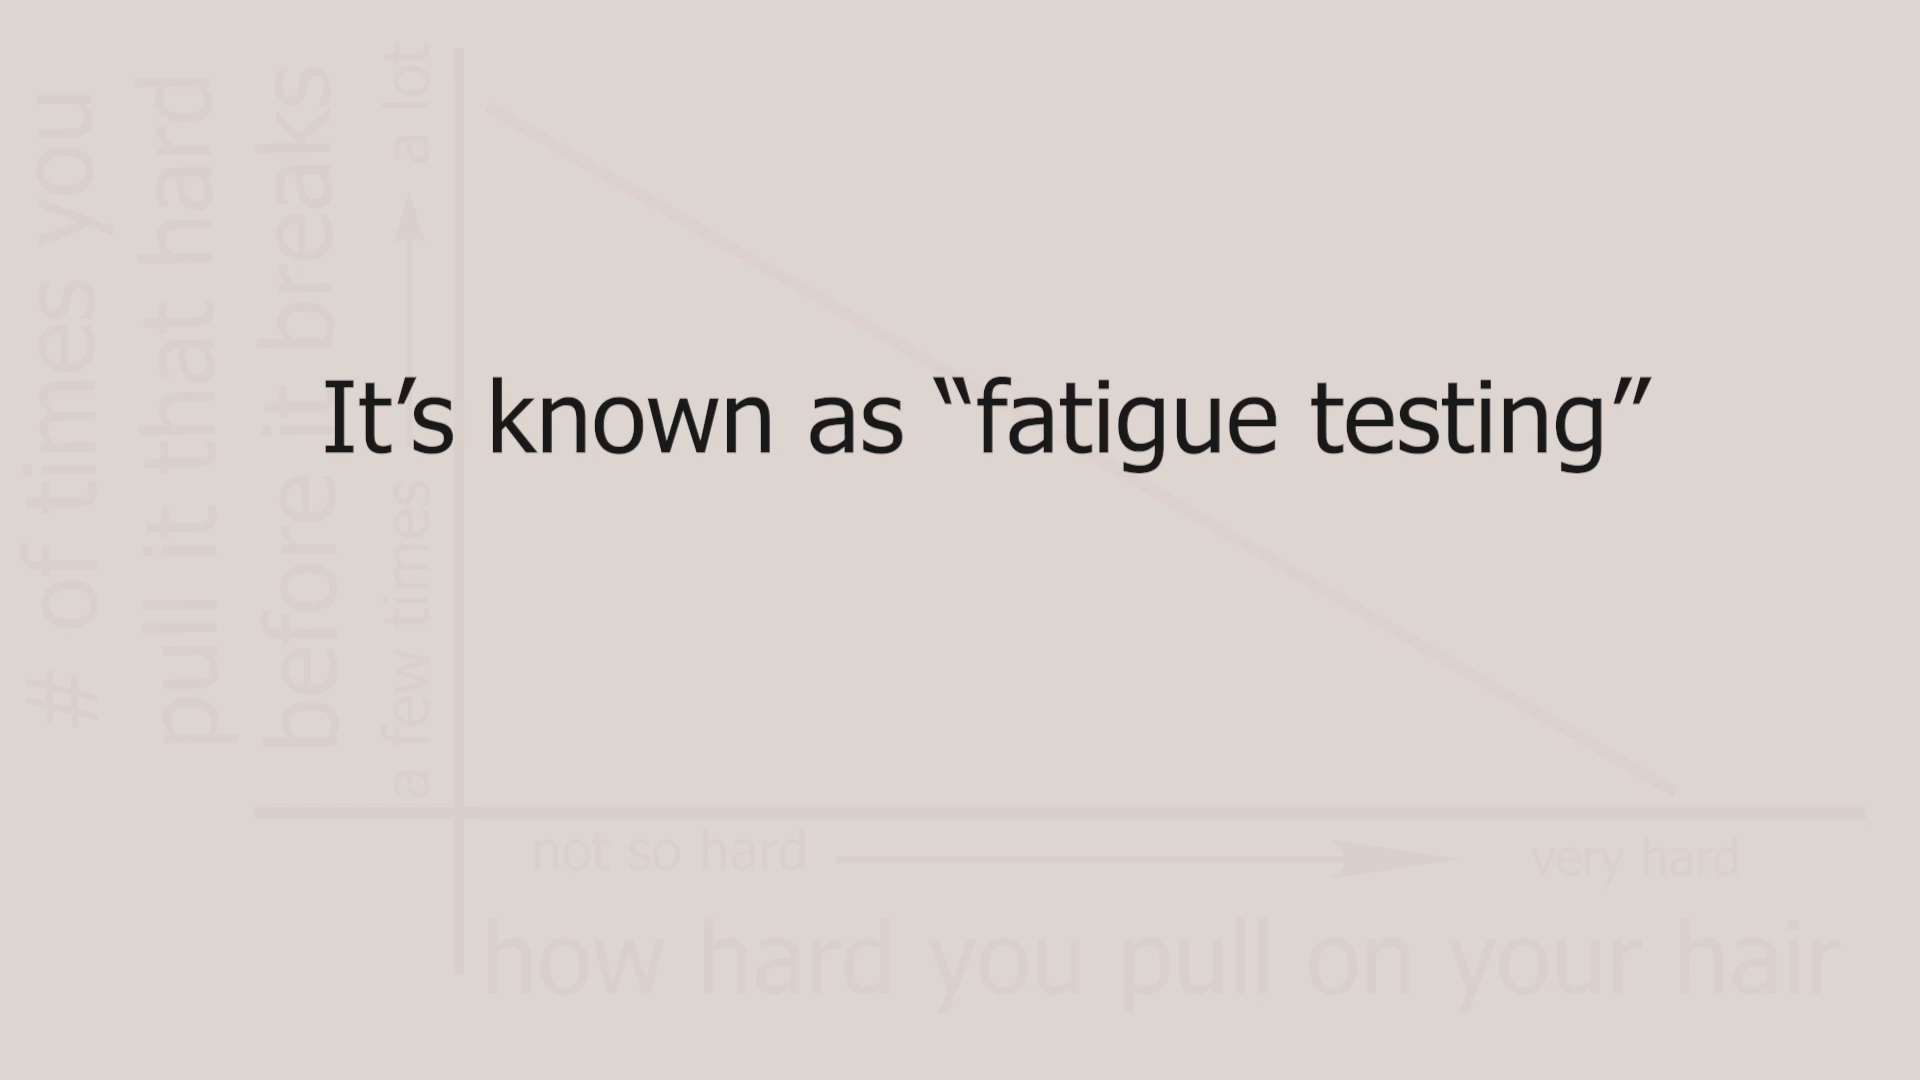 # of times you
pull it that hard
before it breaks
a few times
a lot
It’s known as “fatigue testing”
not so hard
very hard
how hard you pull on your hair